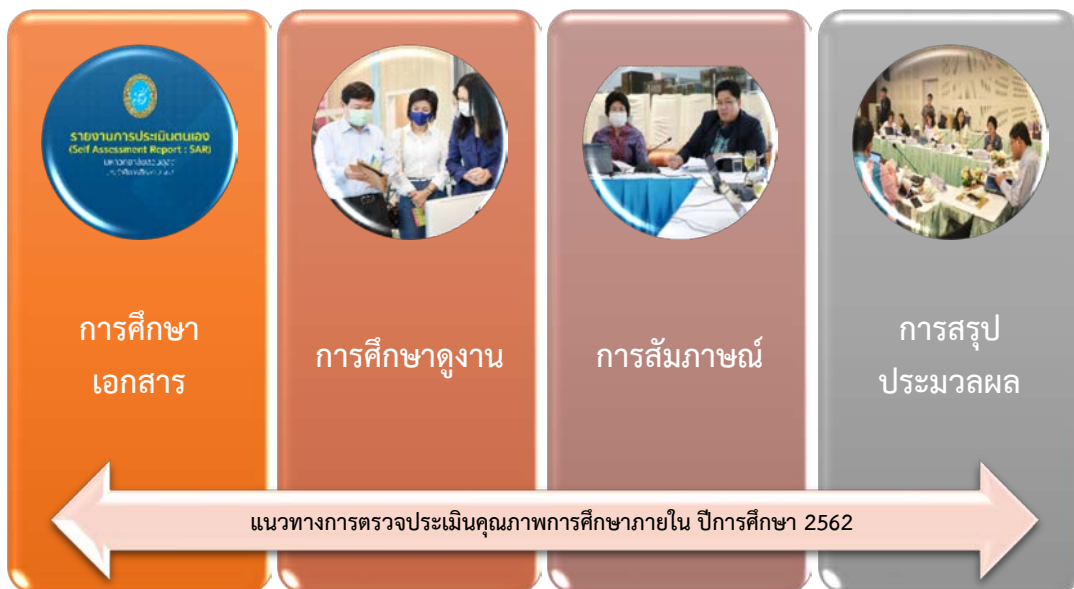 รายงานการประเมินตนเอง
(Self Assessment Report : SAR)
การศึกษา
เอกสาร
การศึกษาดูงาน
การสัมภาษณ์
การสรุป
ประมวลผล
แนวทางการตรวจประเมินคุณภาพการศึกษาภายใน ปีการศึกษา 2562